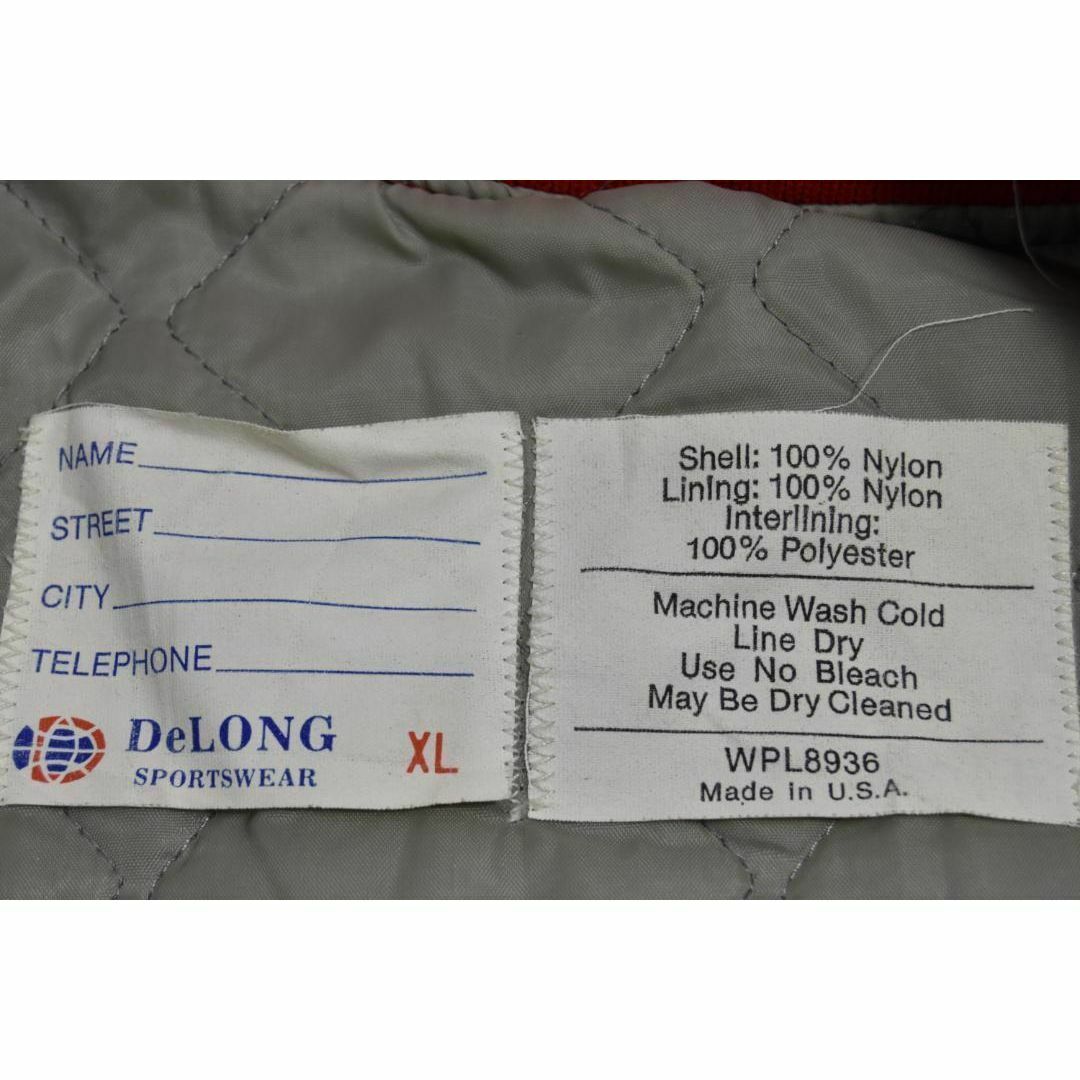 NAME
STREET
CITY
TELEPHONE
DeLONG
SPORTSWEAR
XL
Shell: 100% Nylon
Lining: 100% Nylon
Interlining:
100% Polyester
Machine Wash Cold
Line Dry
Use No Bleach
May Be Dry Cleaned
WPL8936
Made in U.S.A.